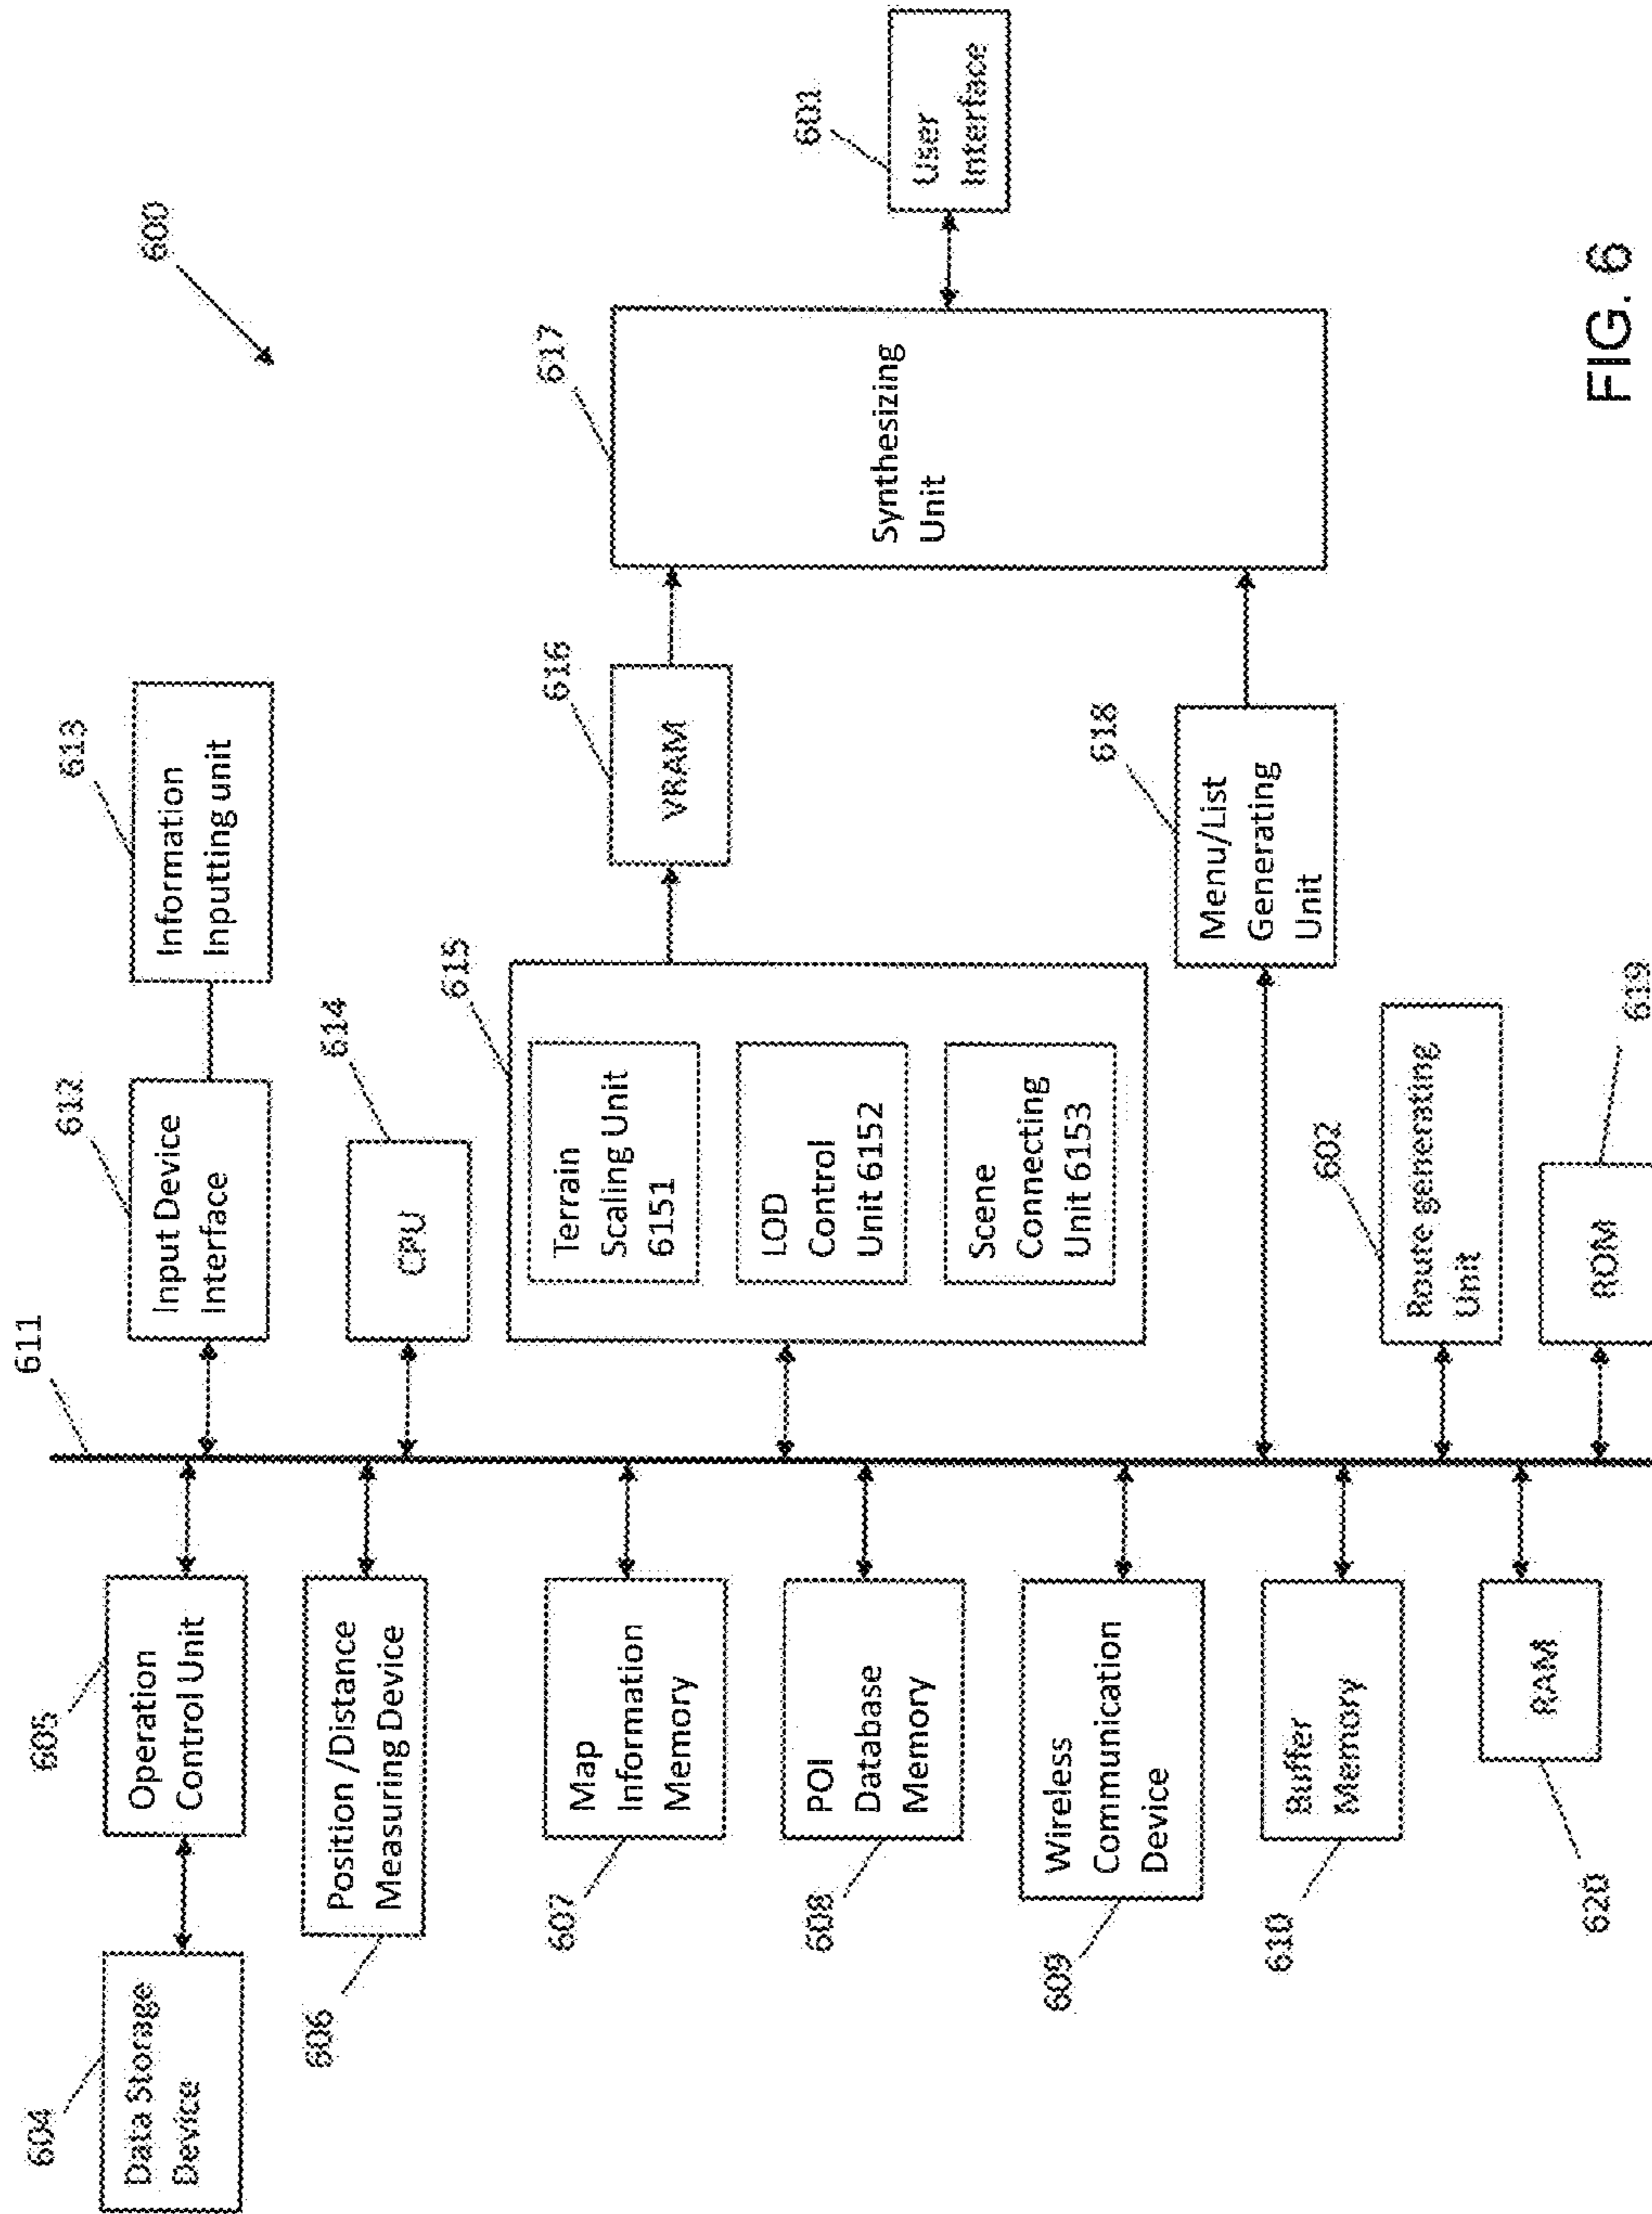 600
604
Data Storage
Device
605
Operation
Control Unit
611
612
Input Device
Interface
613
Information
Inputting unit
606
Position /Distance
Measuring Device
614
CPU
607
Map
Information
Memory
615
Terrain
Scaling Unit
6151
LOD
Control
Unit 6152
Scene
Connecting
Unit 6153
616
VRAM
617
Synthesizing
Unit
601
User
Interface
608
POI
Database
Memory
609
Wireless
Communication
Device
618
Menu/List
Generating
Unit
610
Buffer
Memory
602
Route generating
Unit
620
RAM
619
ROM
FIG. 6